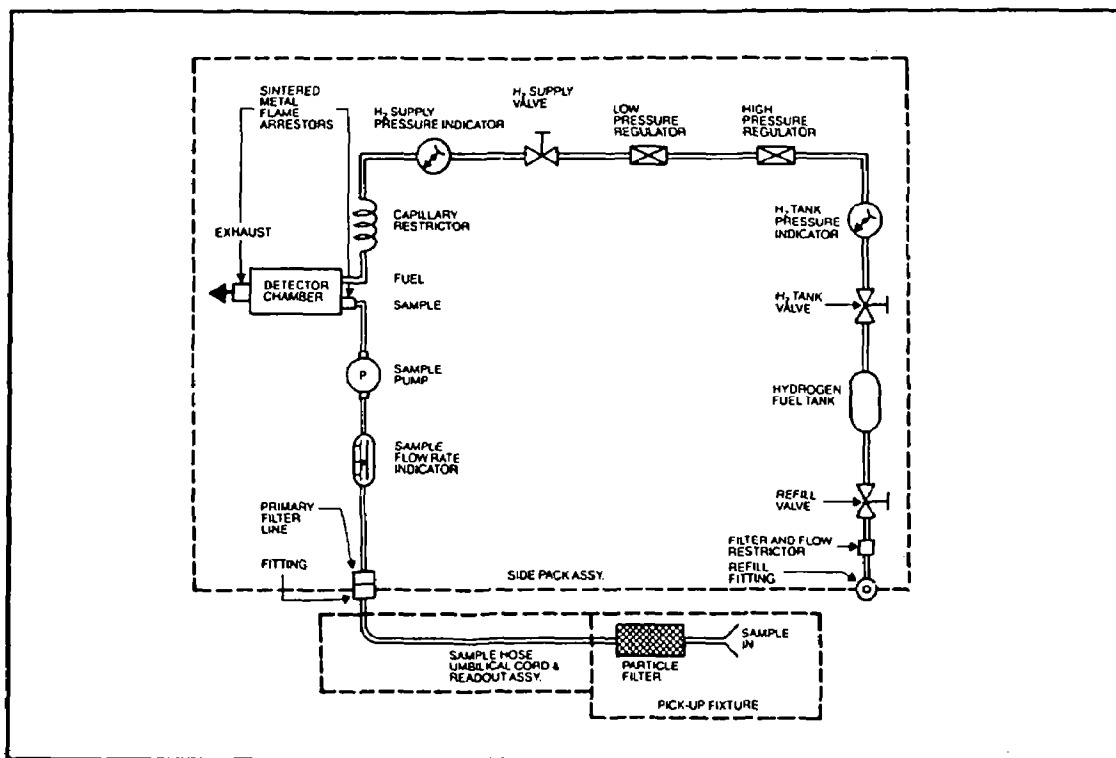 SINTERED
METAL
FLAME
ARRESTORS
H₂ SUPPLY
PRESSURE INDICATOR
H₂ SUPPLY
VALVE
LOW
PRESSURE
REGULATOR
HIGH
PRESSURE
REGULATOR
CAPILLARY
RESTRICTOR
H₂ TANK
PRESSURE
INDICATOR
EXHAUST
DETECTOR
CHAMBER
FUEL
SAMPLE
H₂ TANK
VALVE
P
SAMPLE
PUMP
HYDROGEN
FUEL TANK
SAMPLE
FLOW RATE
INDICATOR
PRIMARY
FILTER
LINE
REFILL
VALVE
FILTER AND FLOW
RESTRICTOR
FITTING
SIDE PACK ASSY.
REFILL
FITTING
SAMPLE HOSE
UMBILICAL CORD &
READOUT ASSY.
PARTICLE
FILTER
SAMPLE
IN
PICK-UP FIXTURE